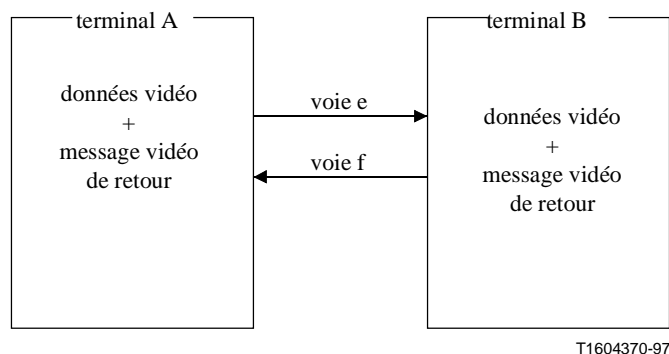 terminal A
données vidéo
+
message vidéo
de retour
voie e
voie f
terminal B
données vidéo
+
message vidéo
de retour
T1604370-97